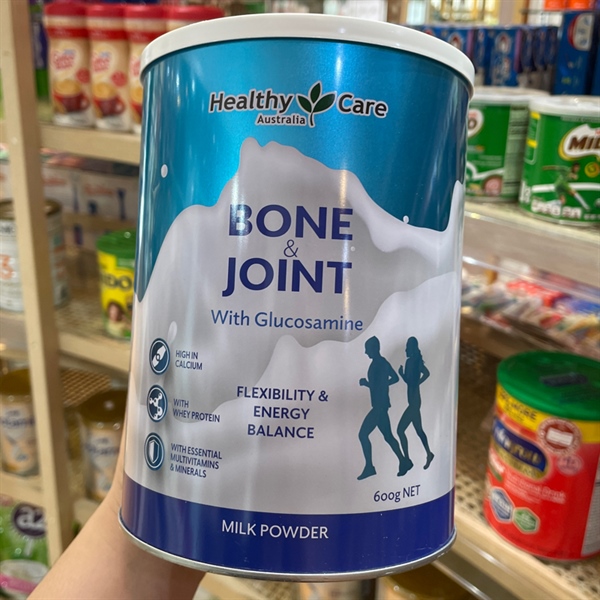 Healthy Care
Australia
BONE
&
JOINT
With Glucosamine
HIGH IN
CALCIUM
WITH
WHEY PROTEIN
WITH ESSENTIAL
MULTIVITAMINS
& MINERALS
FLEXIBILITY &
ENERGY
BALANCE
600g NET
MILK POWDER